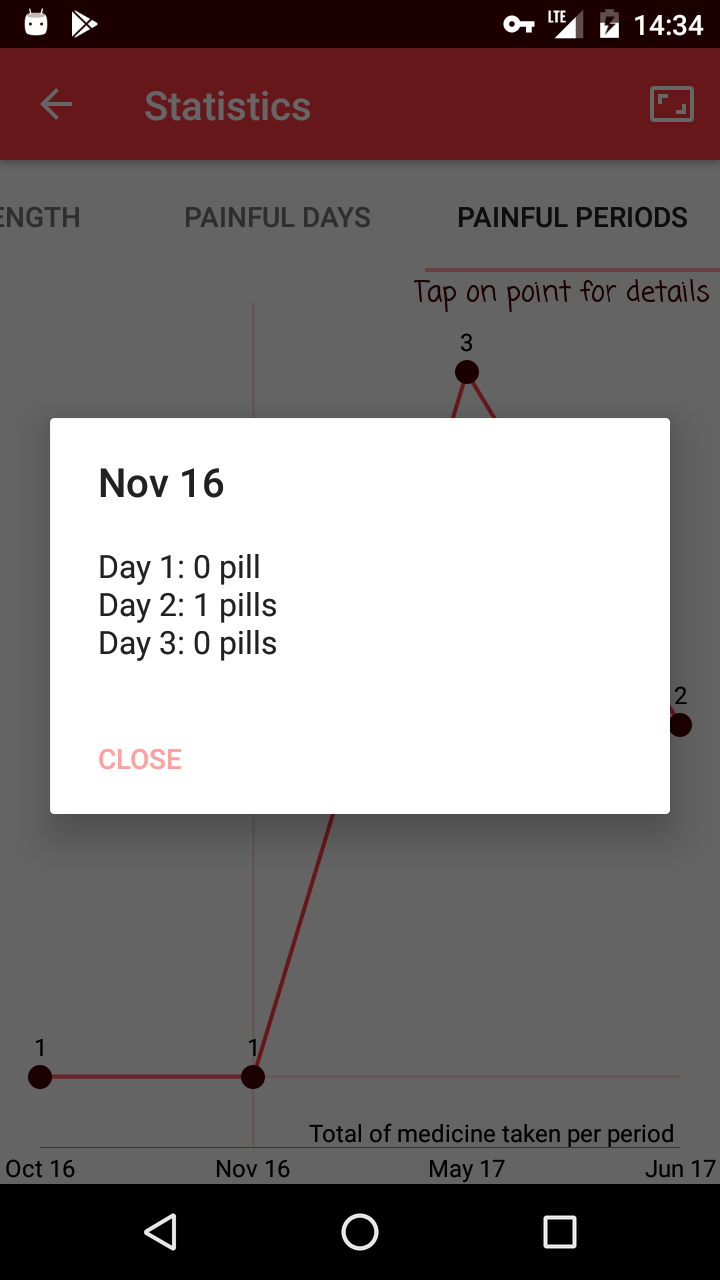 LTE 14:34
Statistics
ENGTH PAINFUL DAYS PAINFUL PERIODS
Tap on point for details
3
Nov 16
Day 1: 0 pill
Day 2: 1 pills
Day 3: 0 pills
2
CLOSE
1 1
Total of medicine taken per period
Oct 16 Nov 16 May 17 Jun 17